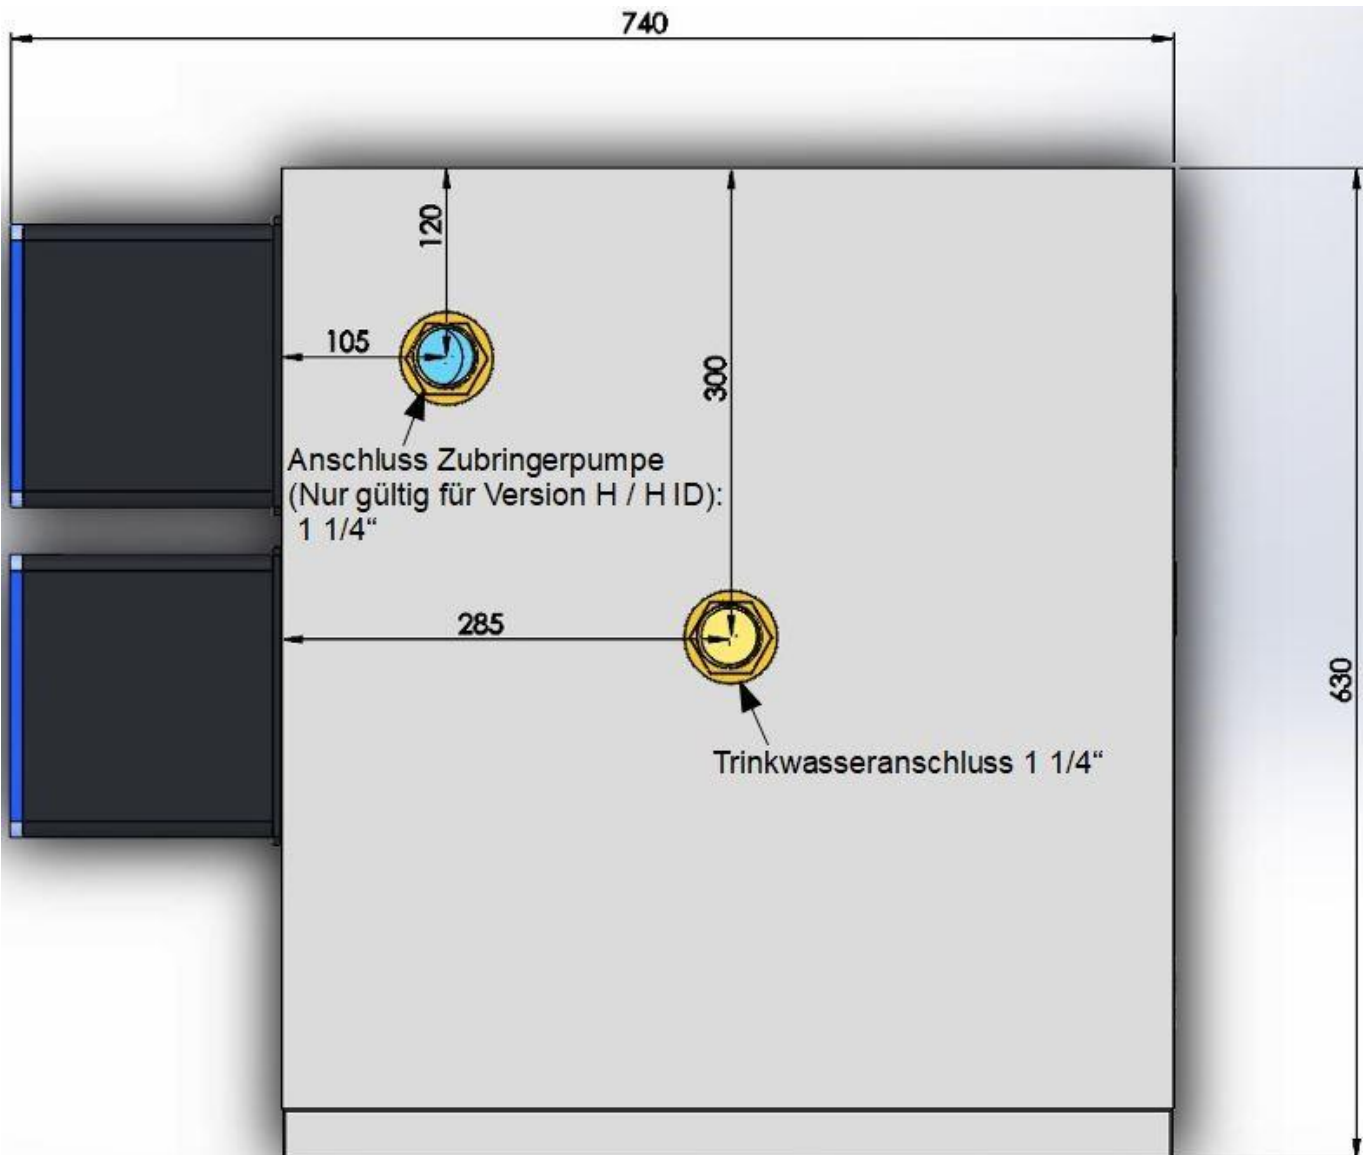 740
120
105
300
Anschluss Zubringerpumpe
(Nur gültig für Version H / H ID):
1 1/4“
285
630
Trinkwasseranschluss 1 1/4“